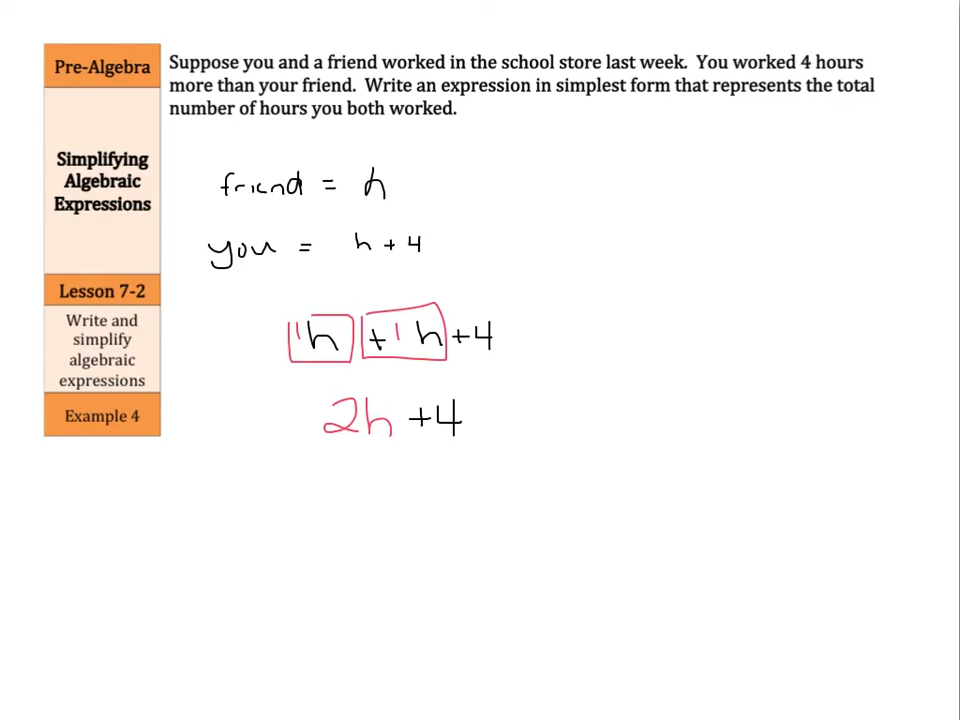 Pre-Algebra
Simplifying
Algebraic
Expressions
Lesson 7-2
Write and
simplify
algebraic
expressions
Example 4
Suppose you and a friend worked in the school store last week. You worked 4 hours
more than your friend. Write an expression in simplest form that represents the total
number of hours you both worked.
friend = h
you = h + 4
1h + 1h + 4
2h + 4